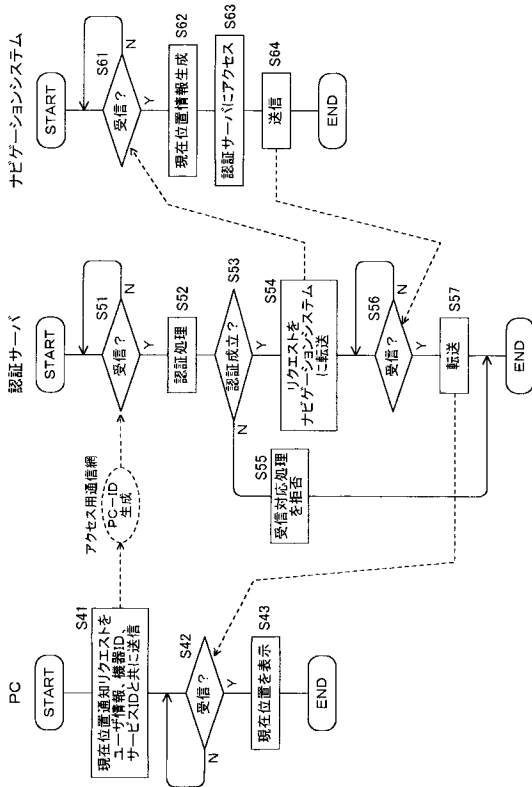 PC
START
S41
現在位置通知リクエストを
ユーザ情報、機器ID、
サービスIDと共に送信
S42
受信？
N
Y
S43
現在位置を表示
END
アクセス用通信網
PC-ID
生成
認証サーバ
START
S51
受信？
N
Y
S52
認証処理
S53
認証成立？
N
Y
S54
リクエストを
ナビゲーションシステム
に転送
S55
受信対応処理
を拒否
S56
受信？
N
Y
S57
転送
END
ナビゲーションシステム
START
S61
受信？
N
Y
S62
現在位置情報生成
S63
認証サーバにアクセス
S64
送信
END